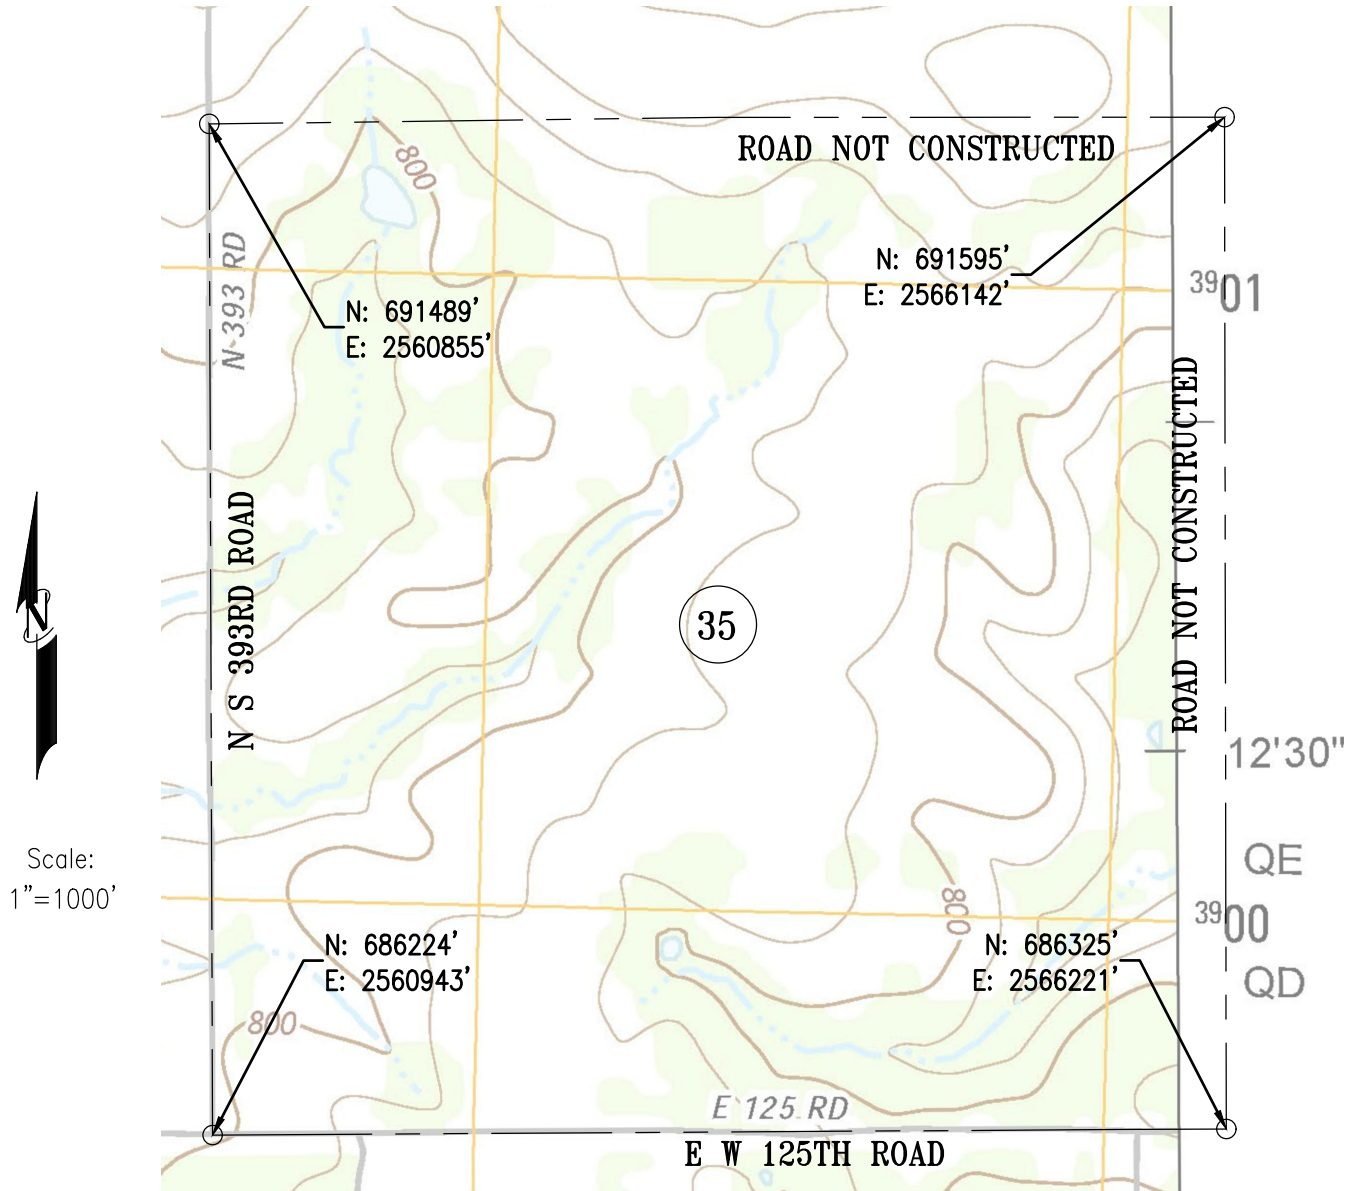 ROAD NOT CONSTRUCTED
800
N: 691595'
E: 2566142'
N 393 RD
3901
N: 691489'
E: 2560855'
ROAD NOT CONSTRUCTED
N S 393RD ROAD
N
35
12'30"
Scale:
1"=1000'
QE
800
3900
N: 686224'
E: 2560943'
N: 686325'
E: 2566221'
QD
800
E 125 RD
E W 125TH ROAD